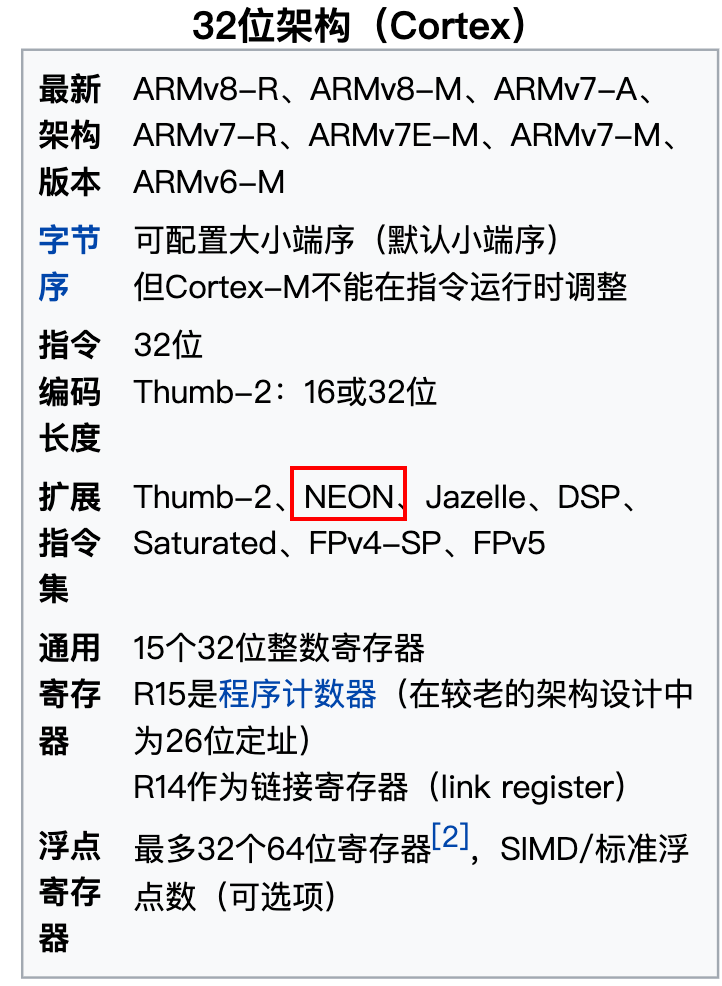 32位架构（Cortex）
最新架构版本
ARMv8-R、ARMv8-M、ARMv7-A、
ARMv7-R、ARMv7E-M、ARMv7-M、
ARMv6-M
字节序
可配置大小端序（默认小端序）
但Cortex-M不能在指令运行时调整
指令编码长度
32位
Thumb-2：16或32位
扩展指令集
Thumb-2、NEON、Jazelle、DSP、
Saturated、FPv4-SP、FPv5
通用寄存器
15个32位整数寄存器
R15是程序计数器（在较老的架构设计中
为26位定址）
R14作为链接寄存器（link register）
浮点寄存器
最多32个64位寄存器[2]，SIMD/标准浮
点数（可选项）